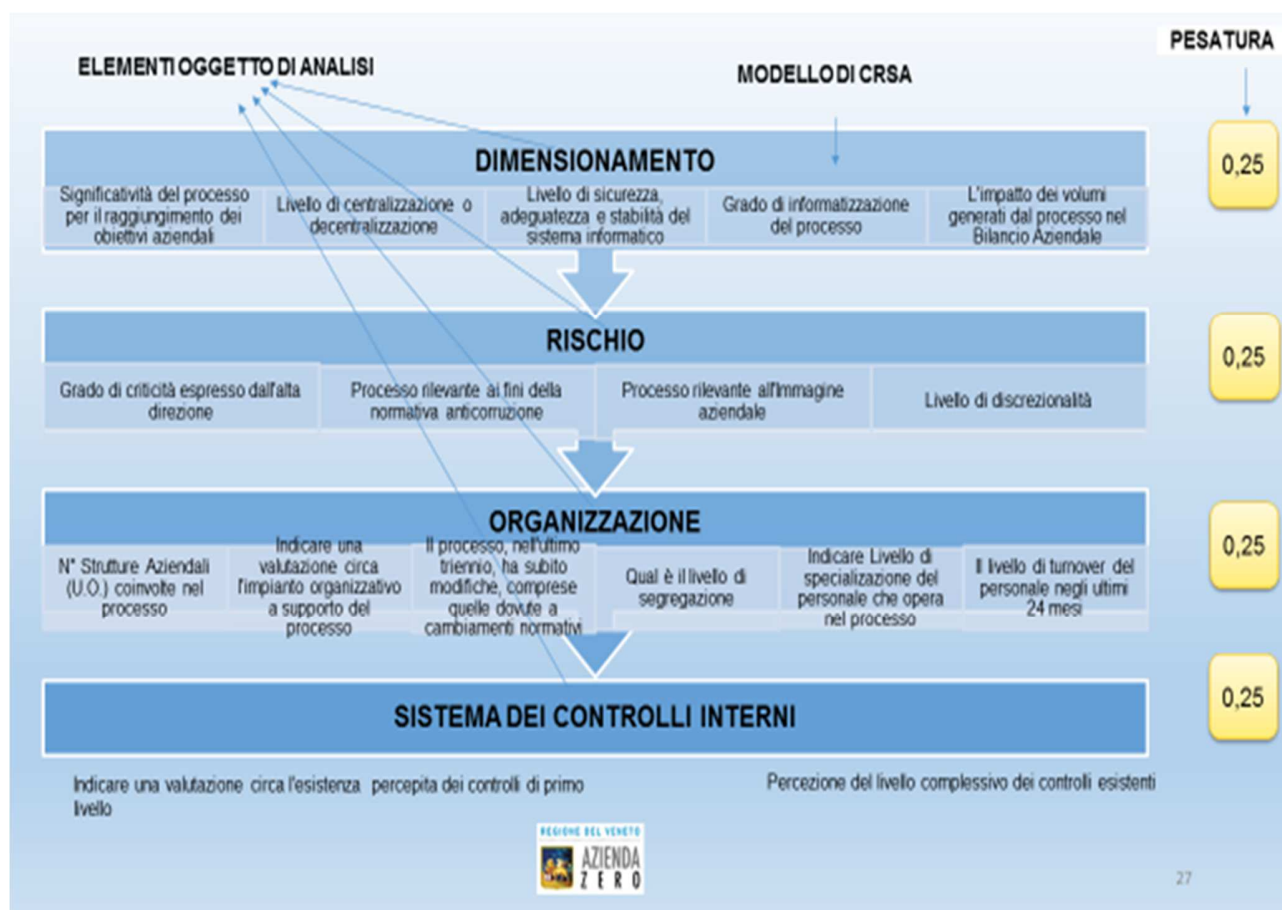 PESATURA
ELEMENTI OGGETTO DI ANALISI
MODELLO DI CRSA
DIMENSIONAMENTO
0,25
Significatività del processo
per il raggiungimento dei
obiettivi aziendali
Livello di centralizzazione o
decentralizzazione
Livello di sicurezza,
adeguatezza e stabilità del
sistema informatico
Grado di informatizzazione
del processo
L'impatto dei volumi
generati dal processo nel
Bilancio Aziendale
RISCHIO
0,25
Grado di criticità espresso dall'alta
direzione
Processo rilevante ai fini della
normativa anticorruzione
Processo rilevante all'Immagine
aziendale
Livello di discrezionalità
ORGANIZZAZIONE
0,25
N° Strutture Aziendali
(U.O.) coinvolte nel
processo
Indicare una
valutazione circa
l'impianto organizzativo
a supporto del
processo
Il processo, nell'ultimo
triennio, ha subito
modifiche, comprese
quelle dovute a
cambiamenti normativi
Qual è il livello di
segregazione
Indicare Livello di
specializzazione del
personale che opera
nel processo
Il livello di turnover del
personale negli ultimi
24 mesi
SISTEMA DEI CONTROLLI INTERNI
0,25
Indicare una valutazione circa l'esistenza percepita dei controlli di primo
livello
Percezione del livello complessivo dei controlli esistenti
REGIONE DEL VENETO
AZIENDA
ZERO
27